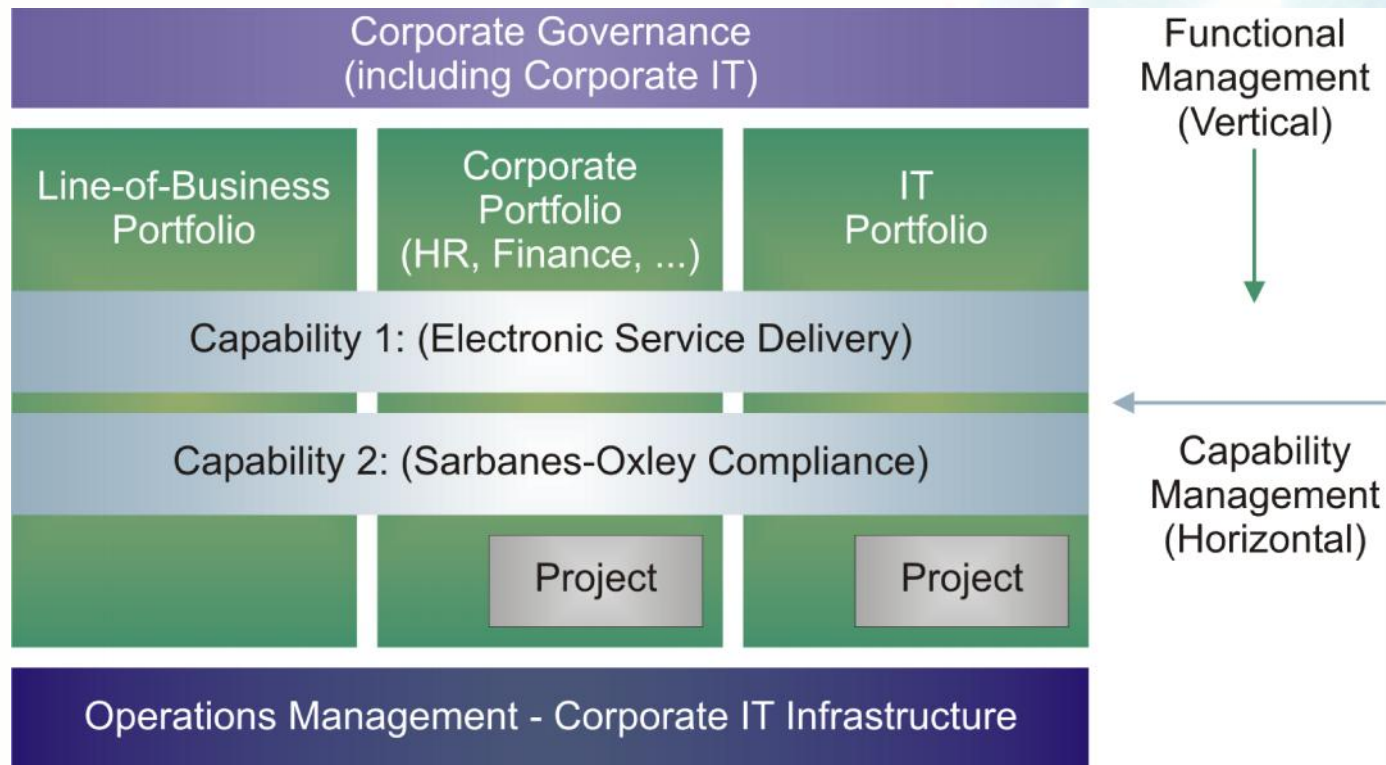 Corporate Governance
(including Corporate IT)
Functional
Management
(Vertical)
Line-of-Business
Portfolio
Corporate
Portfolio
(HR, Finance, ...)
IT
Portfolio
Capability 1: (Electronic Service Delivery)
Capability 2: (Sarbanes-Oxley Compliance)
Capability
Management
(Horizontal)
Project
Project
Operations Management - Corporate IT Infrastructure